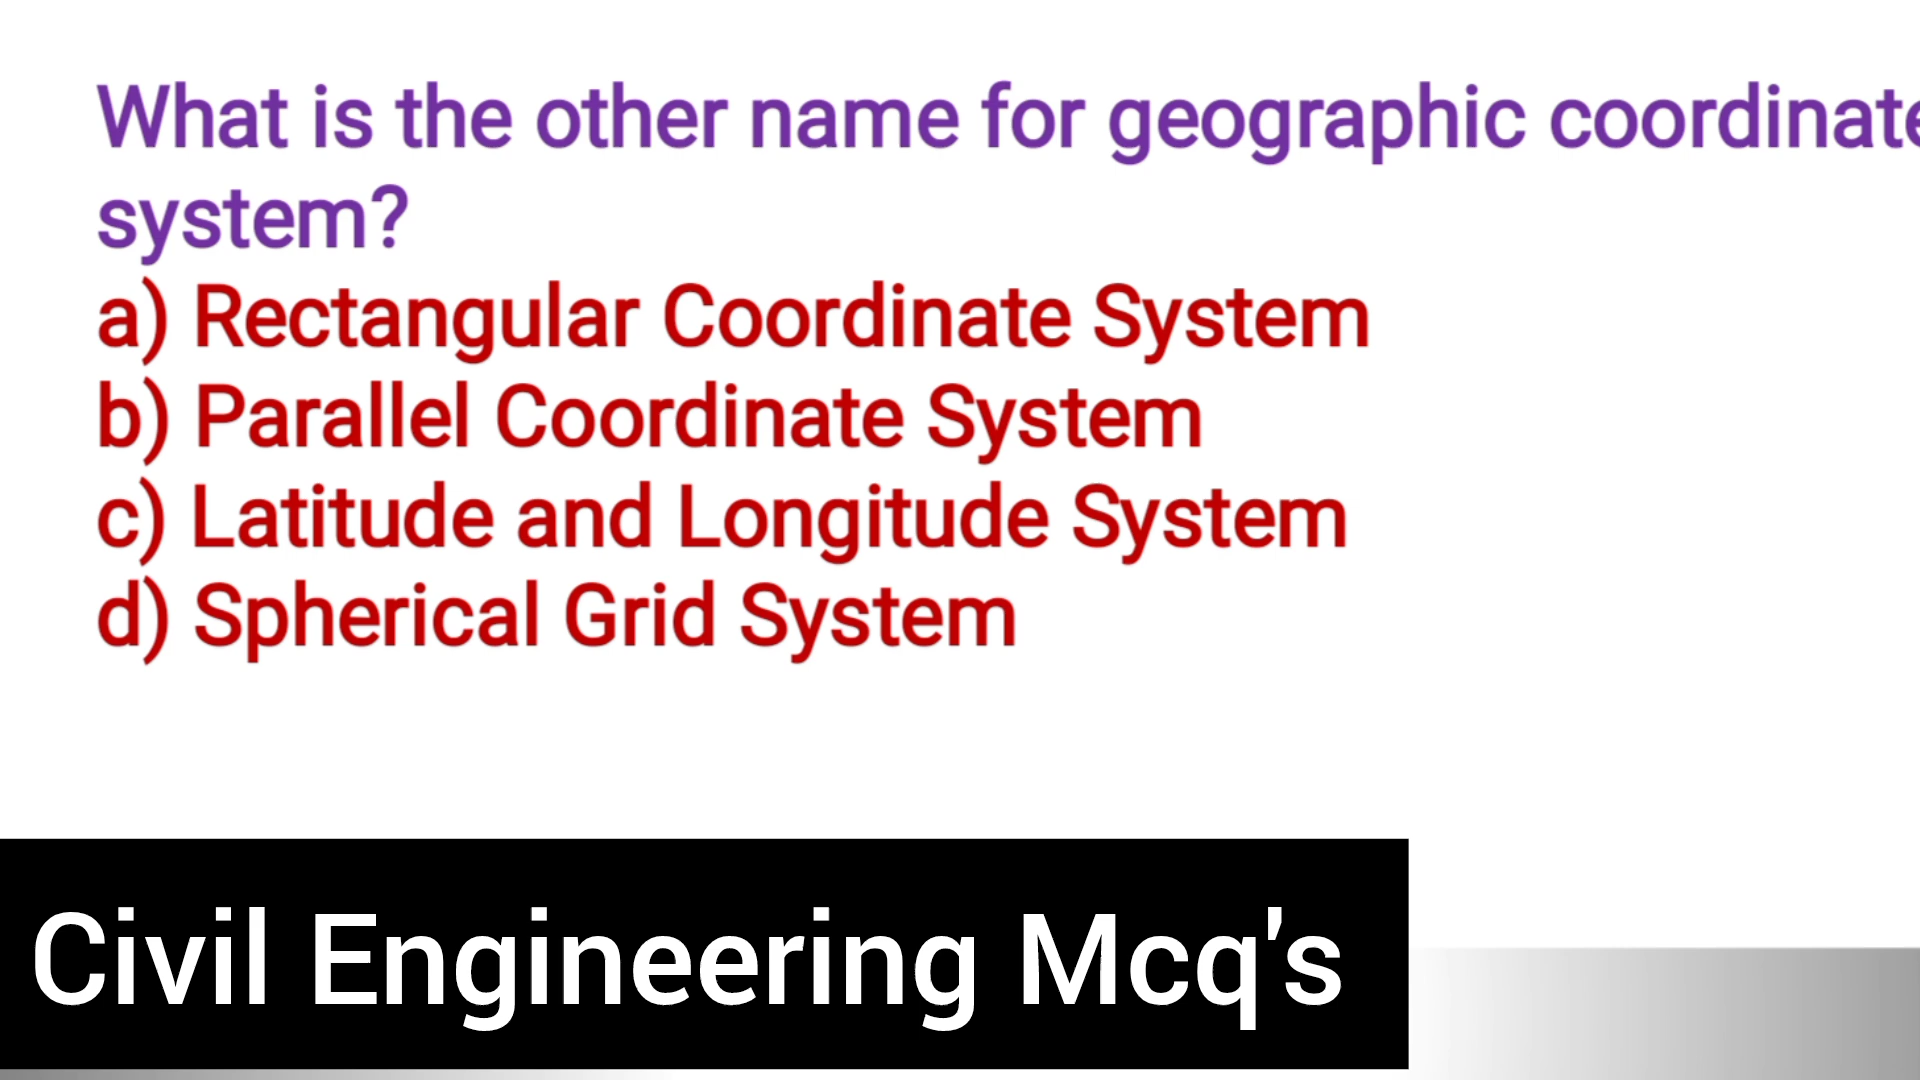 What is the other name for geographic coordinate
system?
a) Rectangular Coordinate System
b) Parallel Coordinate System
c) Latitude and Longitude System
d) Spherical Grid System
Civil Engineering Mcq's